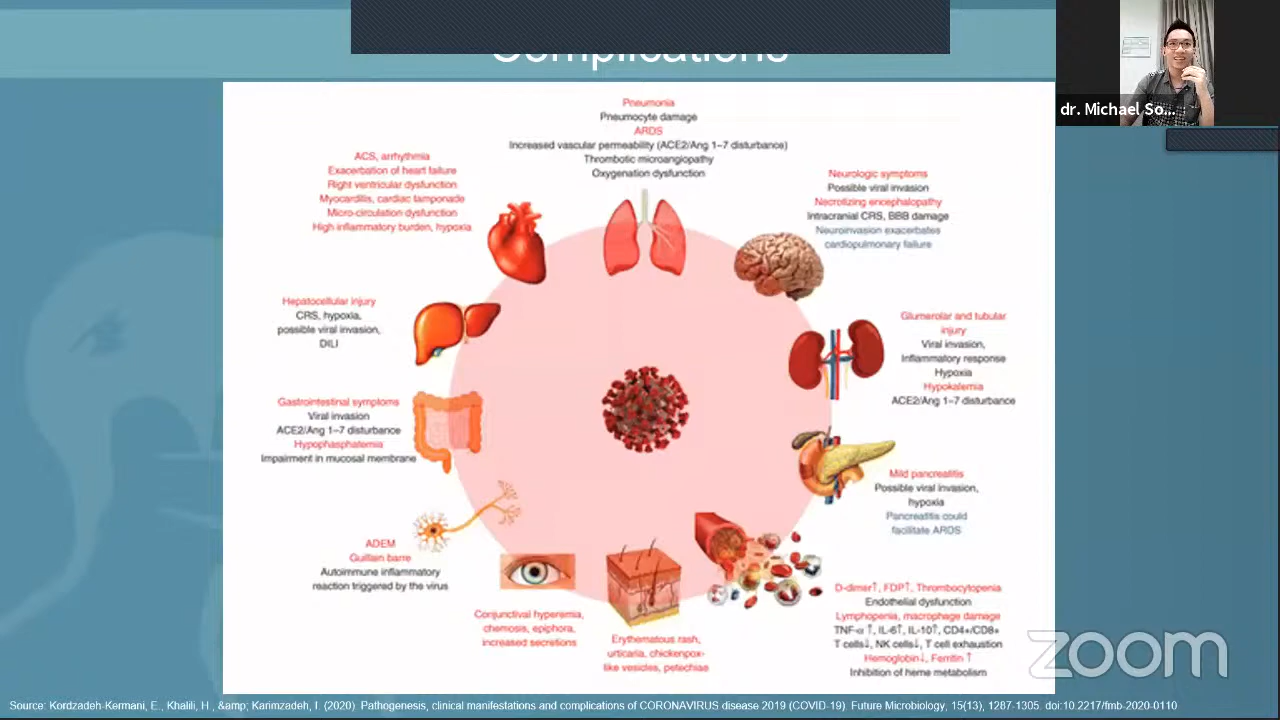 Complications
dr. Michael So...
Pneumonia
Pneumocyte damage
ARDS
Increased vascular permeability (ACE2/Ang 1–7 disturbance)
Thrombotic microangiopathy
Oxygenation dysfunction
ACS, arrhythmia
Exacerbation of heart failure
Right ventricular dysfunction
Myocarditis, cardiac tamponade
Micro-circulation dysfunction
High inflammatory burden, hypoxia
Neurologic symptoms
Possible viral invasion
Necrotizing encephalopathy
Intracranial CRS, BBB damage
Neuroinvasion exacerbates
cardiopulmonary failure
Hepatocellular injury
CRS, hypoxia,
possible viral invasion,
DILI
Glumerolar and tubular
injury
Viral invasion,
Inflammatory response
Hypoxia
Hypokalemia
ACE2/Ang 1–7 disturbance
Gastrointestinal symptoms
Viral invasion
ACE2/Ang 1–7 disturbance
Hypophasphatemia
Impairment in mucosal membrane
Mild pancreatitis
Possible viral invasion,
hypoxia
Pancreatitis could
facilitate ARDS
ADEM
Guillain barre
Autoimmune inflammatory
reaction triggered by the virus
Conjunctival hyperemia,
chemosis, epiphora,
increased secretions
Erythematous rash,
urticaria, chickenpox-
like vesicles, petechiae
D-dimer↑, FDP↑, Thrombocytopenia
Endothelial dysfunction
Lymphopenia, macrophage damage
TNF-α ↑, IL-6↑, IL-10↑, CD4+/CD8+
T cells↓, NK cells↓, T cell exhaustion
Hemoglobin↓, Ferritin ↑
Inhibition of heme metabolism
zoom
Source: Kordzadeh-Kermani, E., Khalili, H., &amp; Karimzadeh, I. (2020). Pathogenesis, clinical manifestations and complications of CORONAVIRUS disease 2019 (COVID-19). Future Microbiology, 15(13), 1287-1305. doi:10.2217/fmb-2020-0110